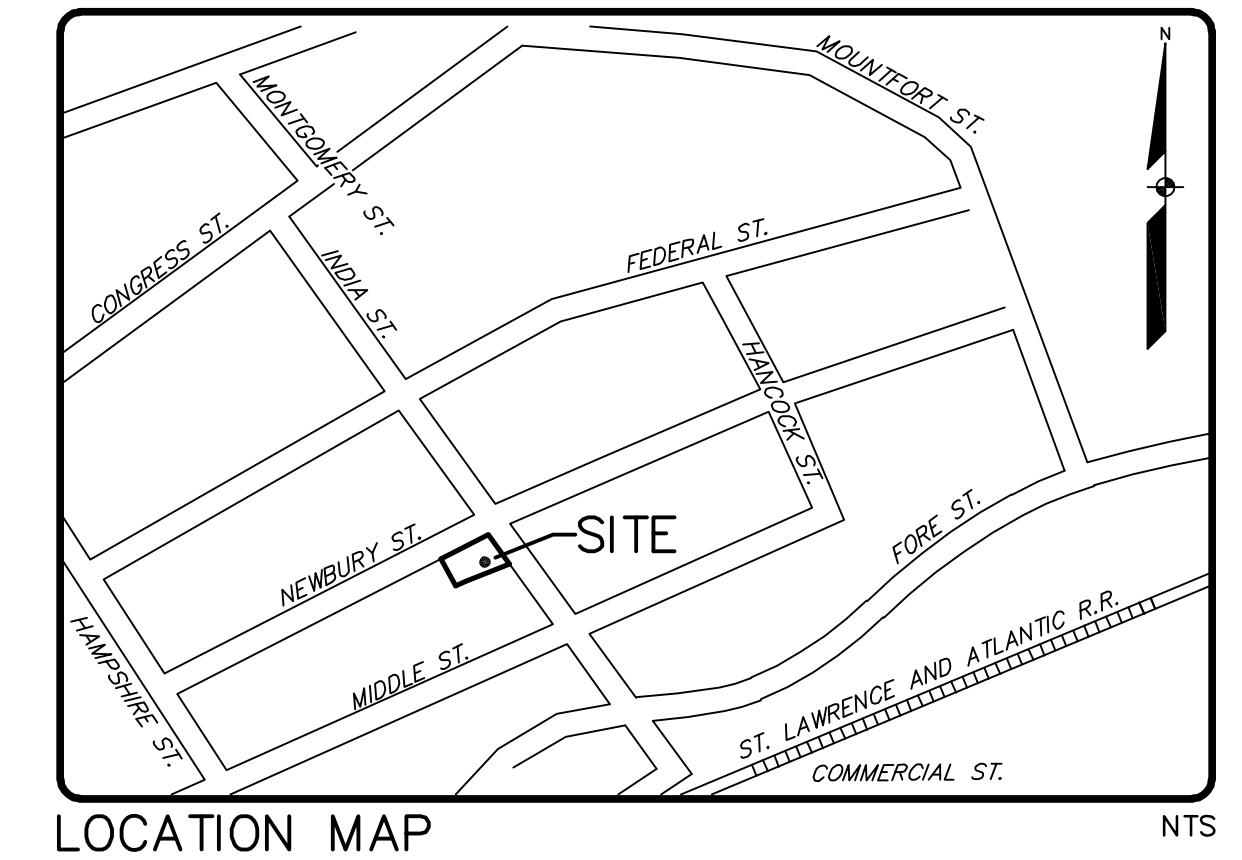 MOUNTFORT ST.
N
MONTGOMERY ST.
CONGRESS ST.
INDIA ST.
FEDERAL ST.
HANCOCK ST.
SITE
NEWBURY ST.
FORE ST.
HAMPSHIRE ST.
MIDDLE ST.
ST. LAWRENCE AND ATLANTIC R.R.
COMMERCIAL ST.
LOCATION MAP
NTS